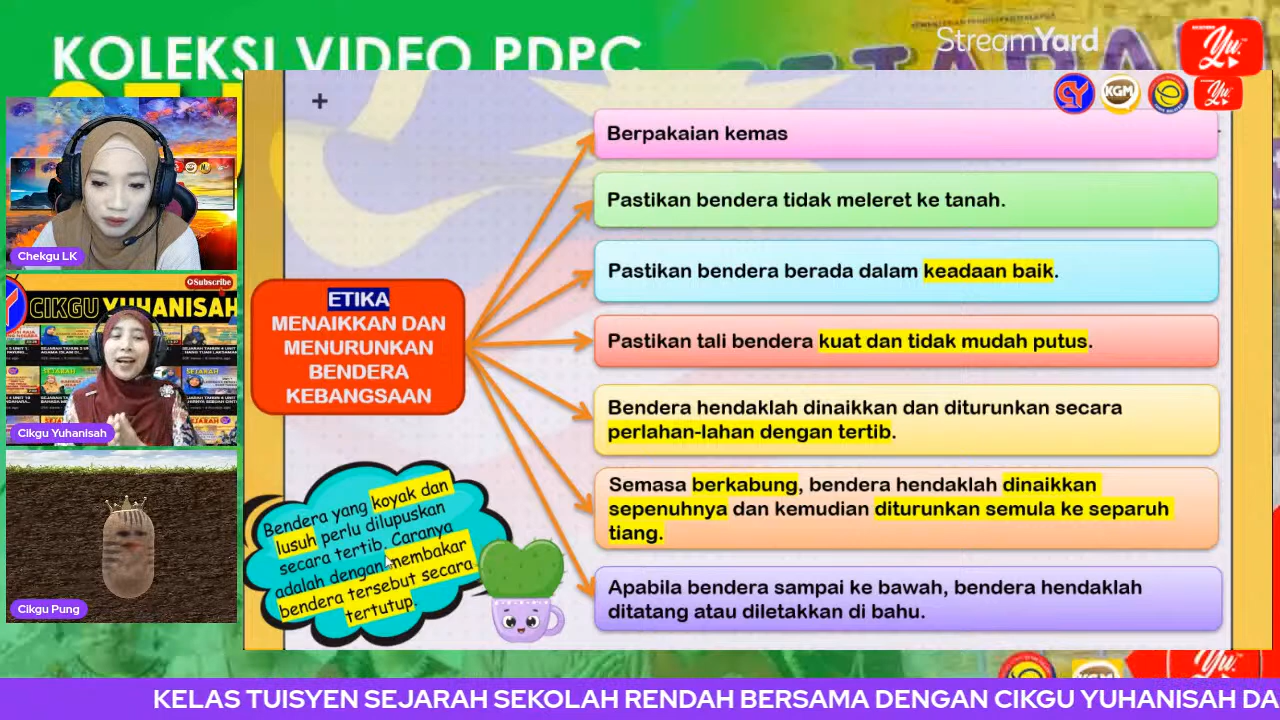 KOLEKSI VIDEO PDPC
StreamYard
Yu
KGM
Yu
Chekgu LK
Subscribe
CIKGU YUHANISAH
Cikgu Yuhanisah
Cikgu Pung
+
ETIKA
MENAIKKAN DAN
MENURUNKAN
BENDERA
KEBANGSAAN
Berpakaian kemas
Pastikan bendera tidak meleret ke tanah.
Pastikan bendera berada dalam keadaan baik.
Pastikan tali bendera kuat dan tidak mudah putus.
Bendera hendaklah dinaikkan dan diturunkan secara
perlahan-lahan dengan tertib.
Semasa berkabung, bendera hendaklah dinaikkan
sepenuhnya dan kemudian diturunkan semula ke separuh
tiang.
Apabila bendera sampai ke bawah, bendera hendaklah
ditatang atau diletakkan di bahu.
Bendera yang koyak dan
lusuh perlu dilupuskan
secara tertib. Caranya
adalah dengan membakar
bendera tersebut secara
tertutup.
KELAS TUISYEN SEJARAH SEKOLAH RENDAH BERSAMA DENGAN CIKGU YUHANISAH DA